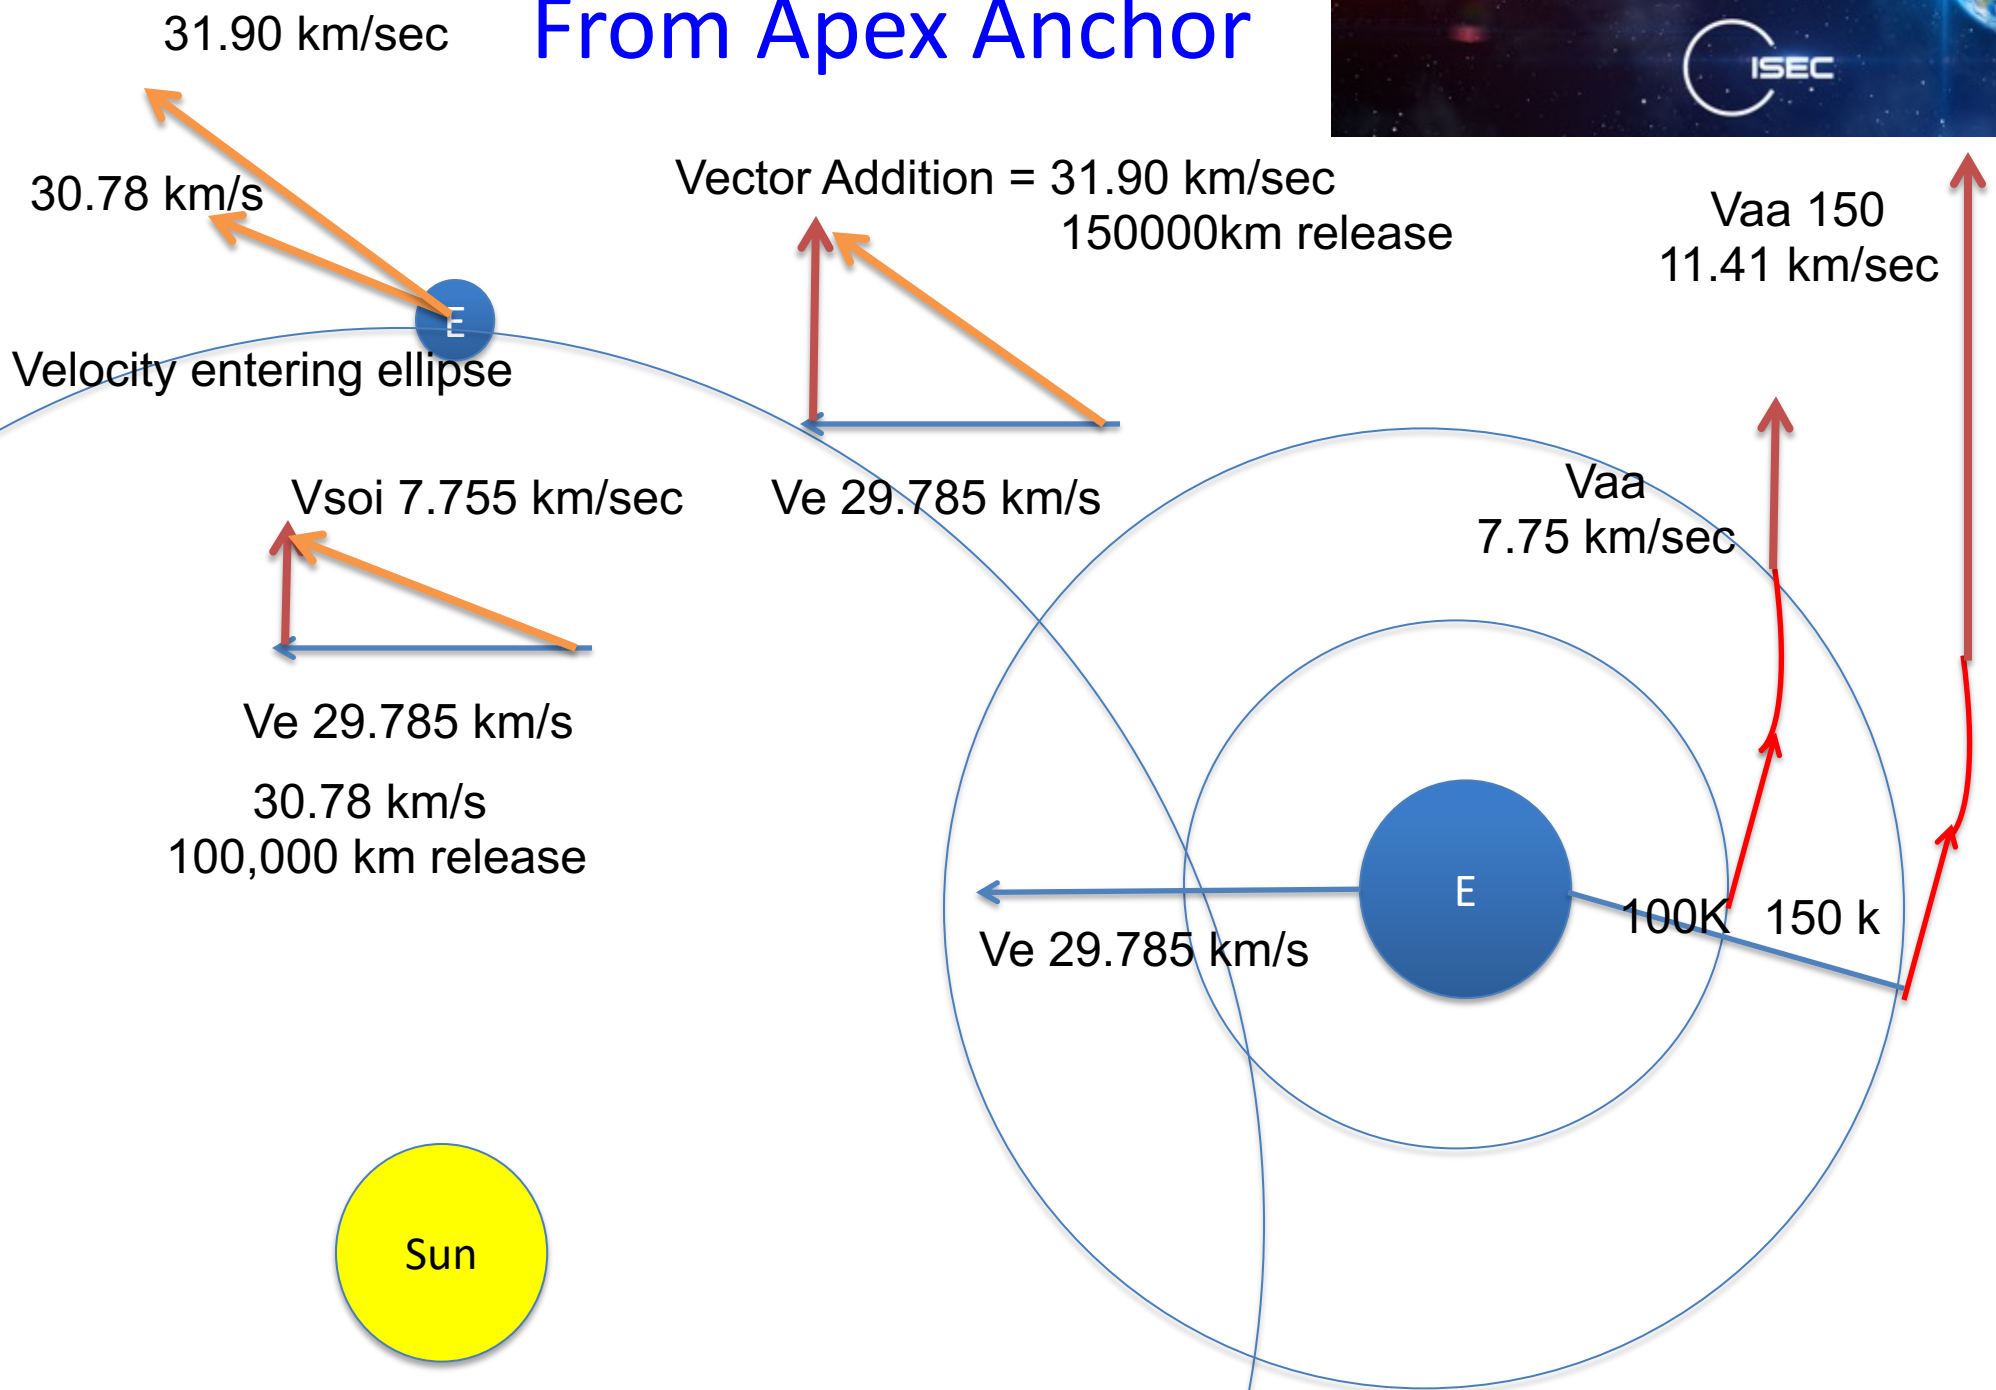 From Apex Anchor
ISEC
31.90 km/sec
30.78 km/s
E
Velocity entering ellipse
Vector Addition = 31.90 km/sec
150000km release
Vaa 150
11.41 km/sec
Vsoi 7.755 km/sec
Ve 29.785 km/s
Vaa
7.75 km/sec
Ve 29.785 km/s
30.78 km/s
100,000 km release
E
100K
150 k
Ve 29.785 km/s
Sun